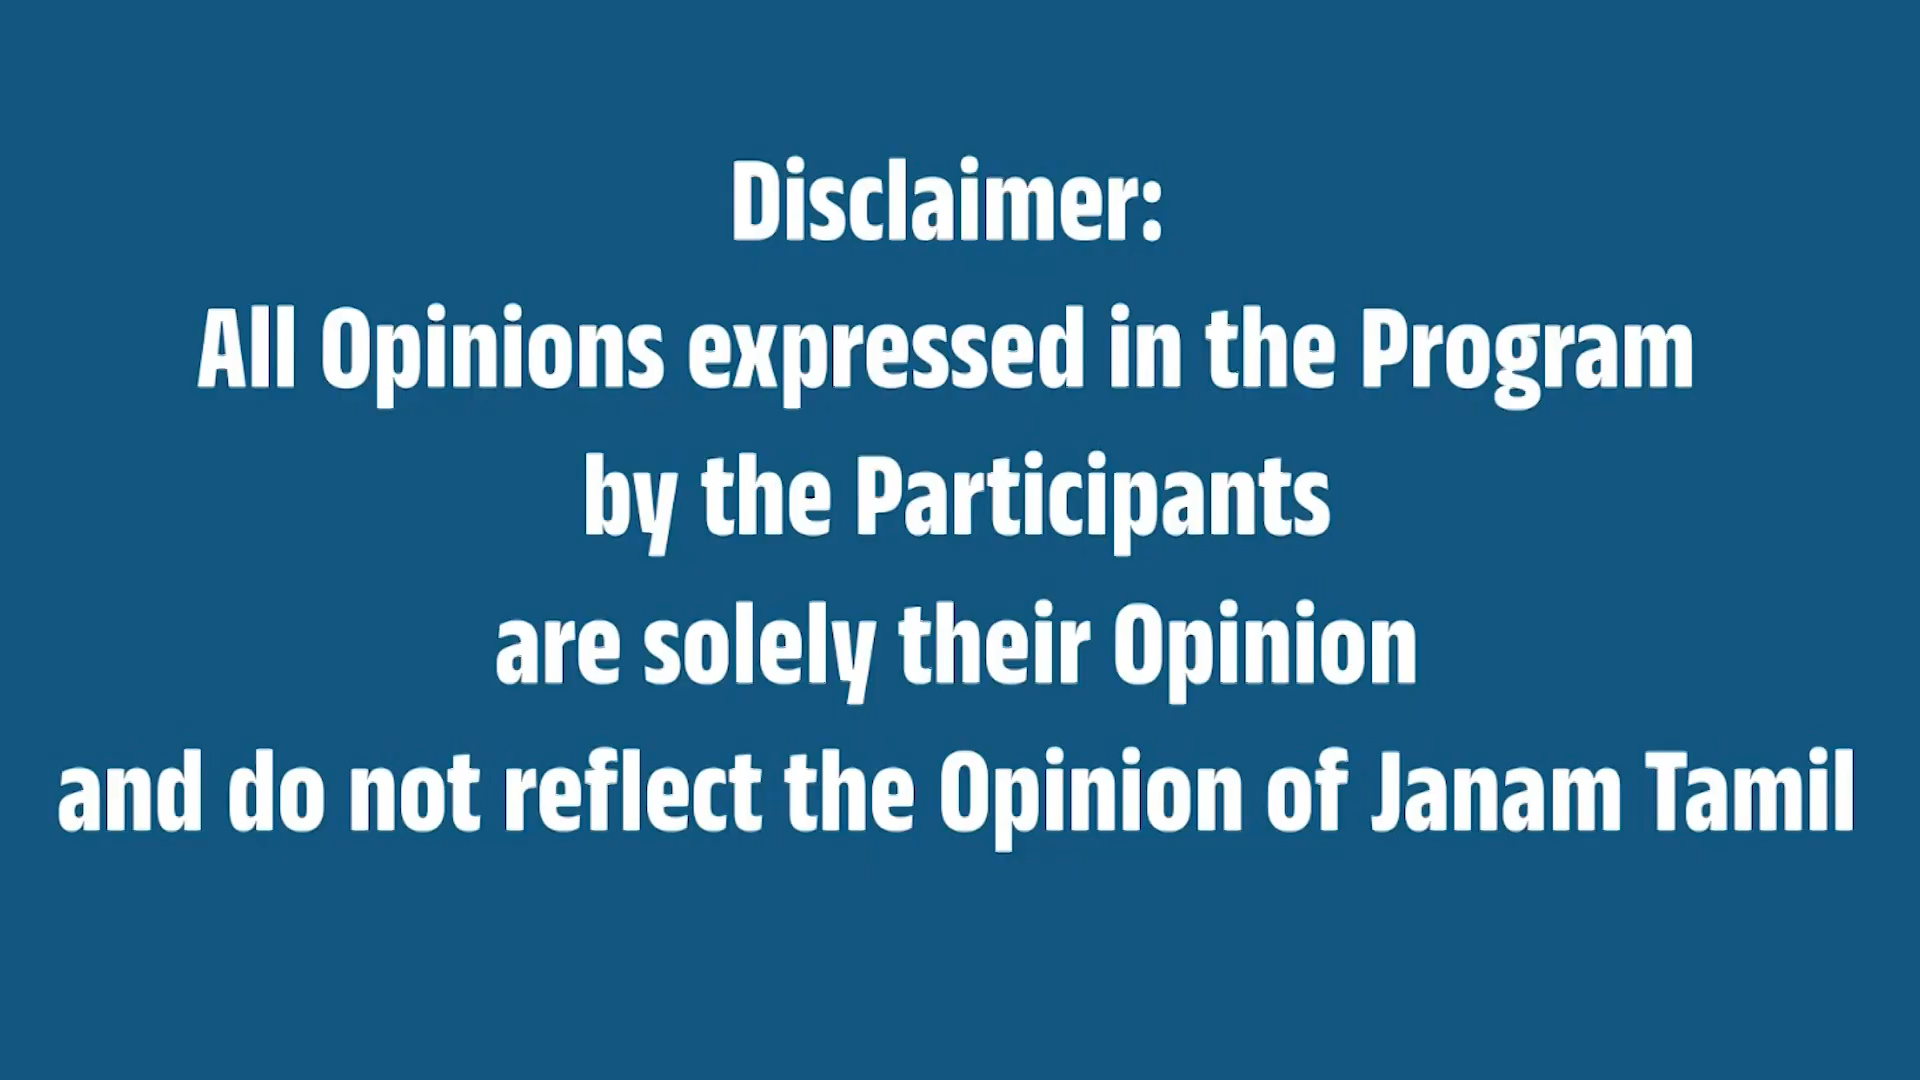 Disclaimer:
All Opinions expressed in the Program
by the Participants
are solely their Opinion
and do not reflect the Opinion of Janam Tamil